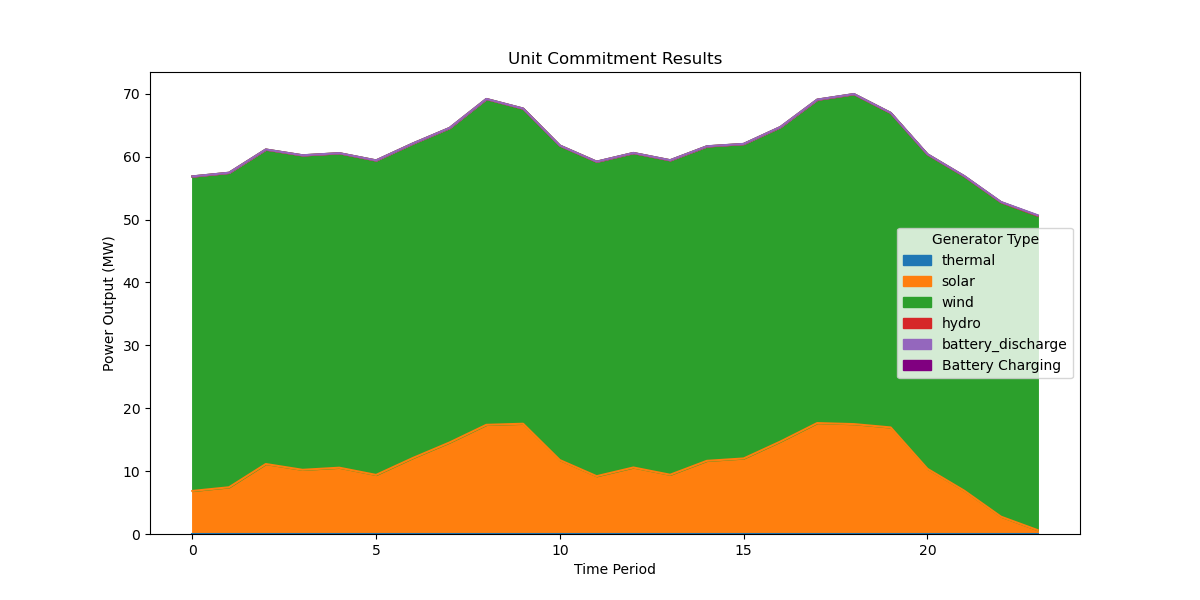 Unit Commitment Results
Power Output (MW)
70
60
50
40
30
20
10
0
0
5
10
15
20
Time Period
Generator Type
thermal
solar
wind
hydro
battery_discharge
Battery Charging